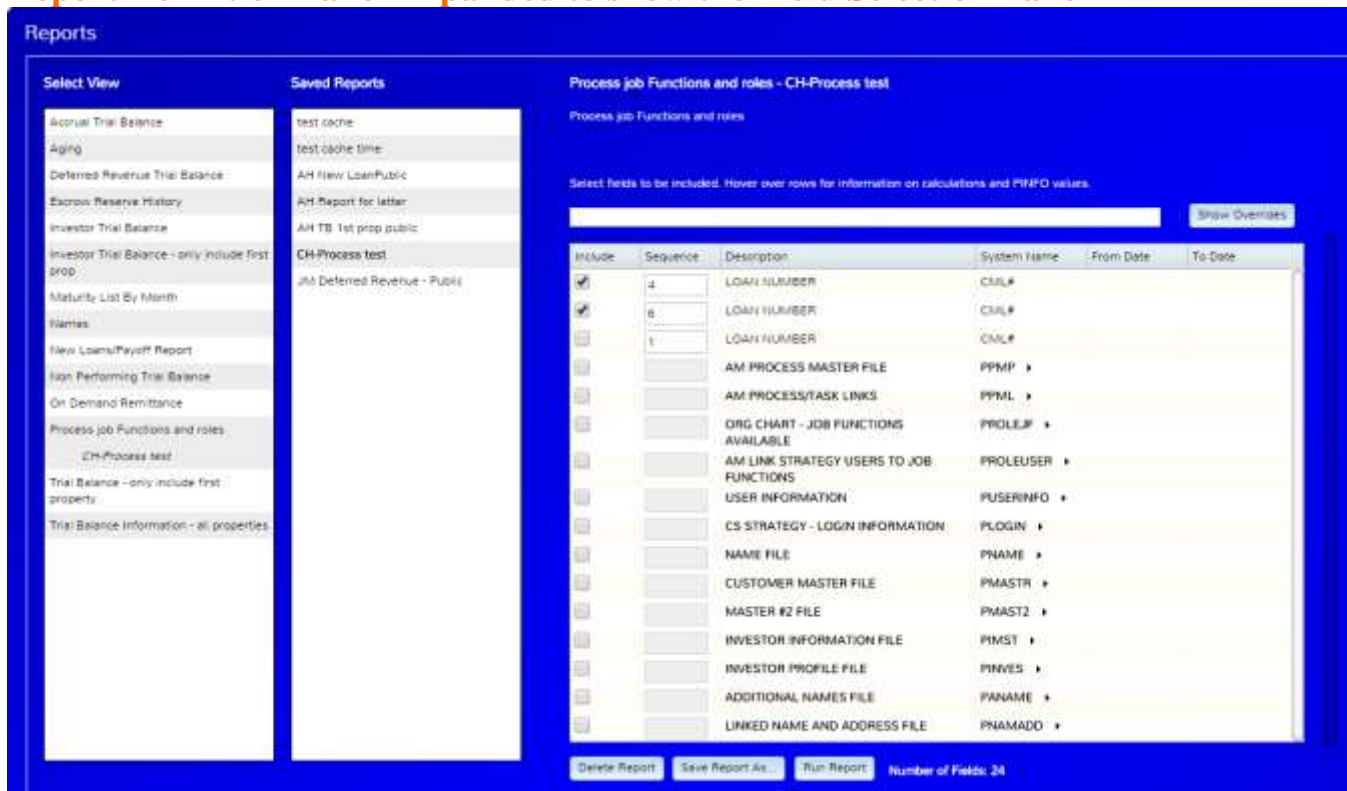 Report Definition Panel Expanded to show the Field Selection Panel
Reports
Select View
Saved Reports
Process job Functions and roles - CH-Process test
Process job Functions and roles
Accrual Trial Balance
Aging
Deferred Revenue Trial Balance
Escrow Reserve History
Investor Trial Balance
Investor Trial Balance - only include first
prop
Maturity List By Month
Names
New Loans/Payoff Report
Non Performing Trial Balance
On Demand Remittance
Process job Functions and roles
CH-Process test
Trial Balance - only include first
property
Trial Balance Information - all properties
test cache
test cache time
AH New LoanPublic
AH Report for letter
AH TB 1st prop public
CH-Process test
JM Deferred Revenue - Public
Select fields to be included. Hover over rows for information on calculations and PINFO values.
Show Overrides
Include Sequence Description System Name From Date To Date
4 LOAN NUMBER CML#
6 LOAN NUMBER CML#
1 LOAN NUMBER CML#
AM PROCESS MASTER FILE PPMP
AM PROCESS/TASK LINKS PPML
ORG CHART - JOB FUNCTIONS PROLEJF
AVAILABLE
AM LINK STRATEGY USERS TO JOB PROLEUSER
FUNCTIONS
USER INFORMATION PUSERINFO
CS STRATEGY - LOGIN INFORMATION PLOGIN
NAME FILE PNAME
CUSTOMER MASTER FILE PMASTR
MASTER #2 FILE PMAST2
INVESTOR INFORMATION FILE PIMST
INVESTOR PROFILE FILE PINVES
ADDITIONAL NAMES FILE PANAME
LINKED NAME AND ADDRESS FILE PNAMADD
Delete Report Save Report As... Run Report Number of Fields: 24